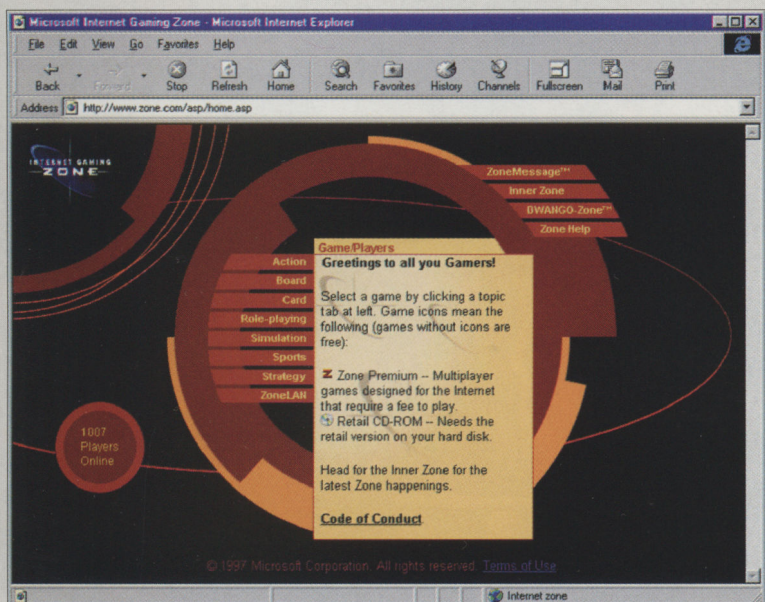 Microsoft Internet Gaming Zone - Microsoft Internet Explorer
File Edit View Go Favorites Help
Back Forward Stop Refresh Home Search Favorites History Channels Fullscreen Mail Print
Address http://www.zone.com/asp/home.asp
INTERNET GAMING
ZONE
ZoneMessage™
Inner Zone
DWANGO-Zone™
Zone Help
Action
Board
Card
Role-playing
Simulation
Sports
Strategy
ZoneLAN
Game/Players
Greetings to all you Gamers!
Select a game by clicking a topic
tab at left. Game icons mean the
following (games without icons are
free):
Z Zone Premium -- Multiplayer
games designed for the Internet
that require a fee to play.
Retail CD-ROM -- Needs the
retail version on your hard disk.
Head for the Inner Zone for the
latest Zone happenings.
Code of Conduct
1807
Players
Online
© 1997 Microsoft Corporation. All rights reserved. Terms of Use
Internet zone